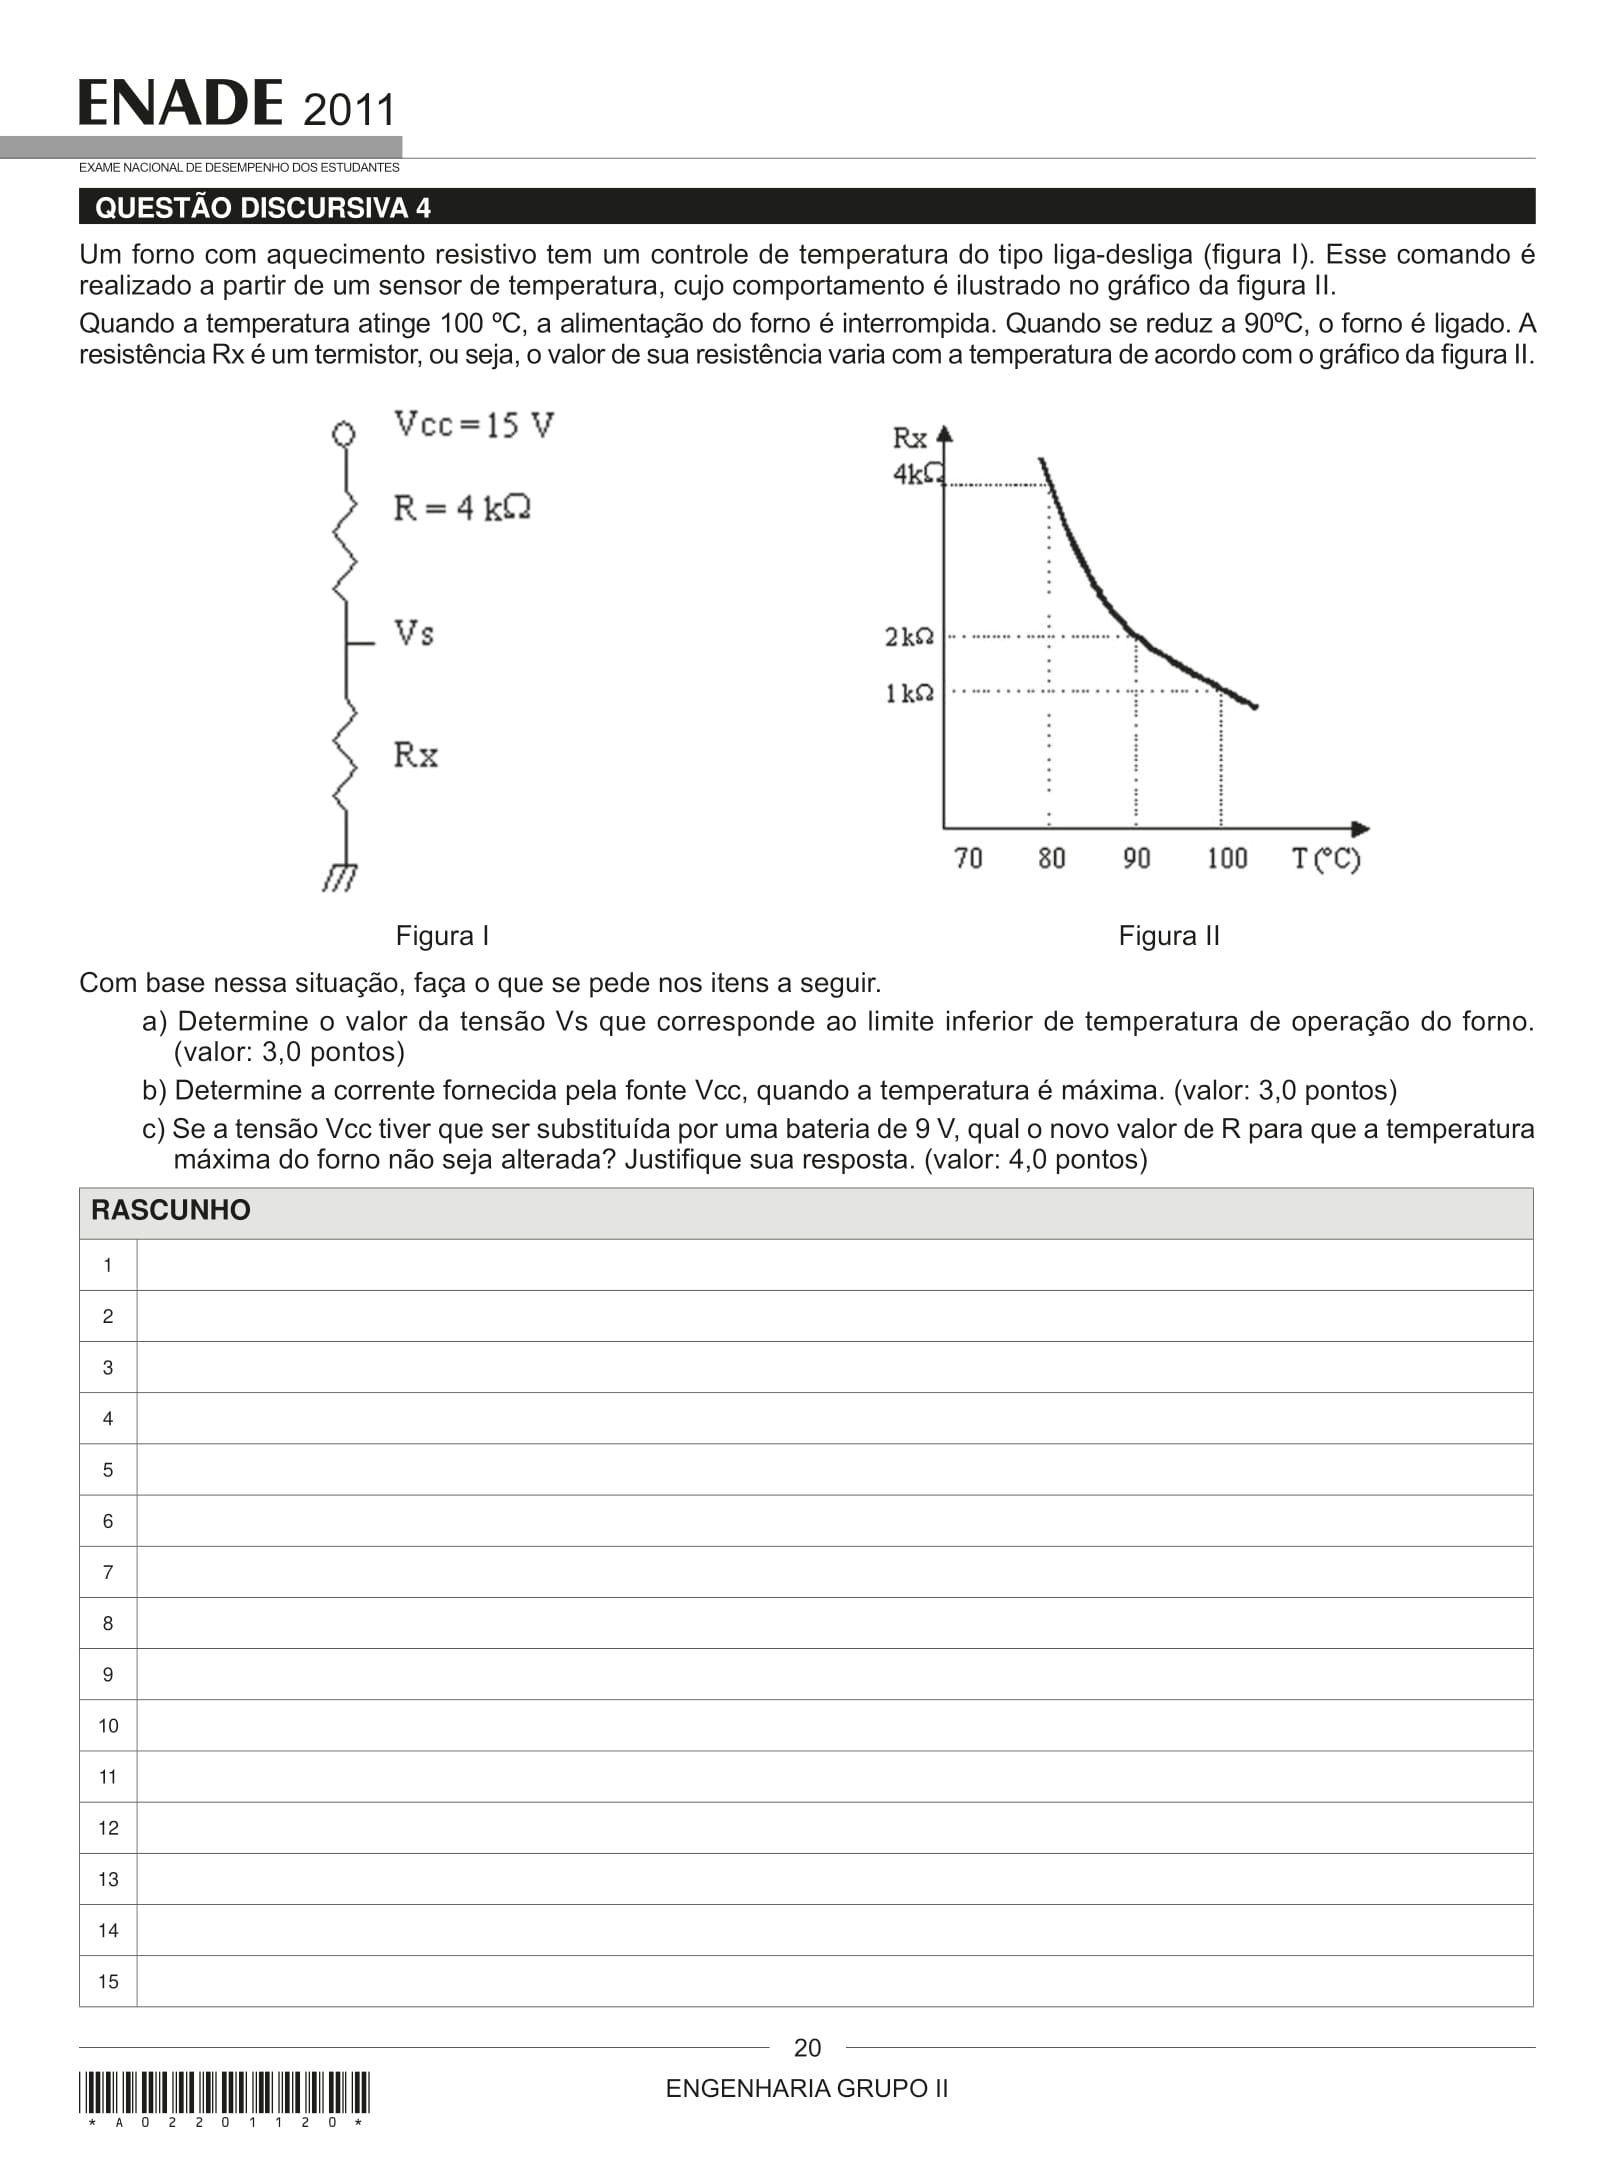 ENADE 2011
EXAME NACIONAL DE DESEMPENHO DOS ESTUDANTES
QUESTÃO DISCURSIVA 4
Um forno com aquecimento resistivo tem um controle de temperatura do tipo liga-desliga (figura I). Esse comando é
realizado a partir de um sensor de temperatura, cujo comportamento é ilustrado no gráfico da figura II.
Quando a temperatura atinge 100 ºC, a alimentação do forno é interrompida. Quando se reduz a 90ºC, o forno é ligado. A
resistência Rx é um termistor, ou seja, o valor de sua resistência varia com a temperatura de acordo com o gráfico da figura II.
Vcc = 15 V
R = 4 kΩ
Vs
Rx
Figura I
Rx
4kΩ
2kΩ
1kΩ
70 80 90 100 T(°C)
Figura II
Com base nessa situação, faça o que se pede nos itens a seguir.
a) Determine o valor da tensão Vs que corresponde ao limite inferior de temperatura de operação do forno.
(valor: 3,0 pontos)
b) Determine a corrente fornecida pela fonte Vcc, quando a temperatura é máxima. (valor: 3,0 pontos)
c) Se a tensão Vcc tiver que ser substituída por uma bateria de 9 V, qual o novo valor de R para que a temperatura
máxima do forno não seja alterada? Justifique sua resposta. (valor: 4,0 pontos)
RASCUNHO
1
2
3
4
5
6
7
8
9
10
11
12
13
14
15
20
ENGENHARIA GRUPO II
* A 0 2 2 0 1 1 2 0 *